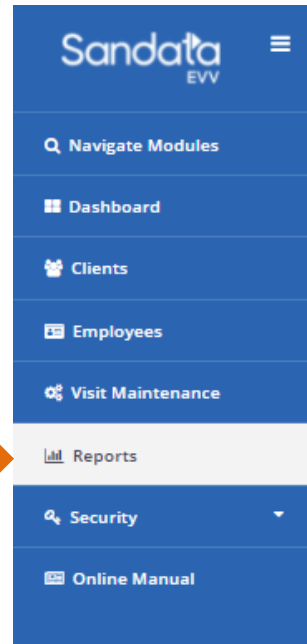 Sandata
EVV
Navigate Modules
Dashboard
Clients
Employees
Visit Maintenance
Reports
Security
Online Manual